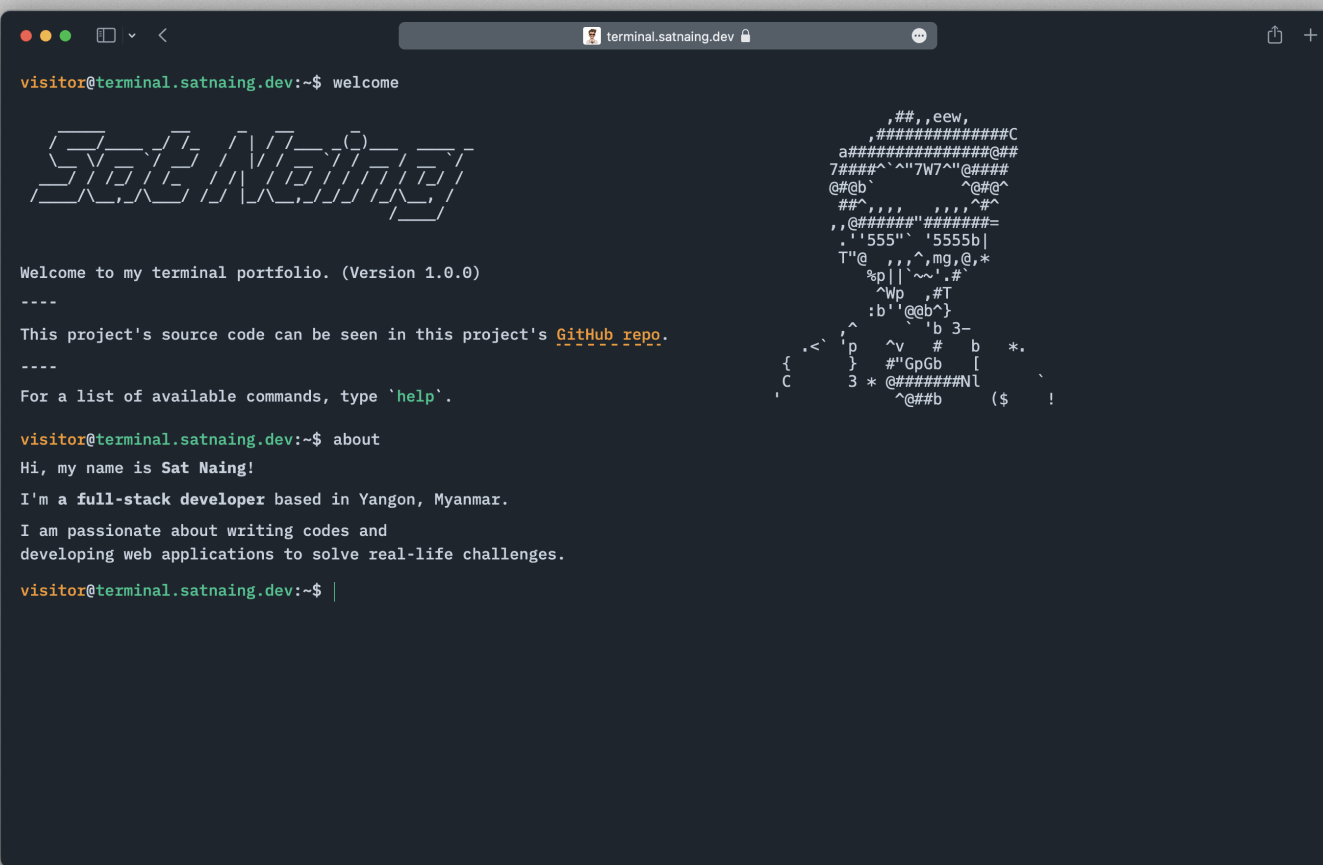 terminal.satnaing.dev
visitor@terminal.satnaing.dev:~$ welcome
Sat Naing
Welcome to my terminal portfolio. (Version 1.0.0)
----
This project's source code can be seen in this project's GitHub repo.
----
For a list of available commands, type `help`.
visitor@terminal.satnaing.dev:~$ about
Hi, my name is Sat Naing!
I'm a full-stack developer based in Yangon, Myanmar.
I am passionate about writing codes and
developing web applications to solve real-life challenges.
visitor@terminal.satnaing.dev:~$